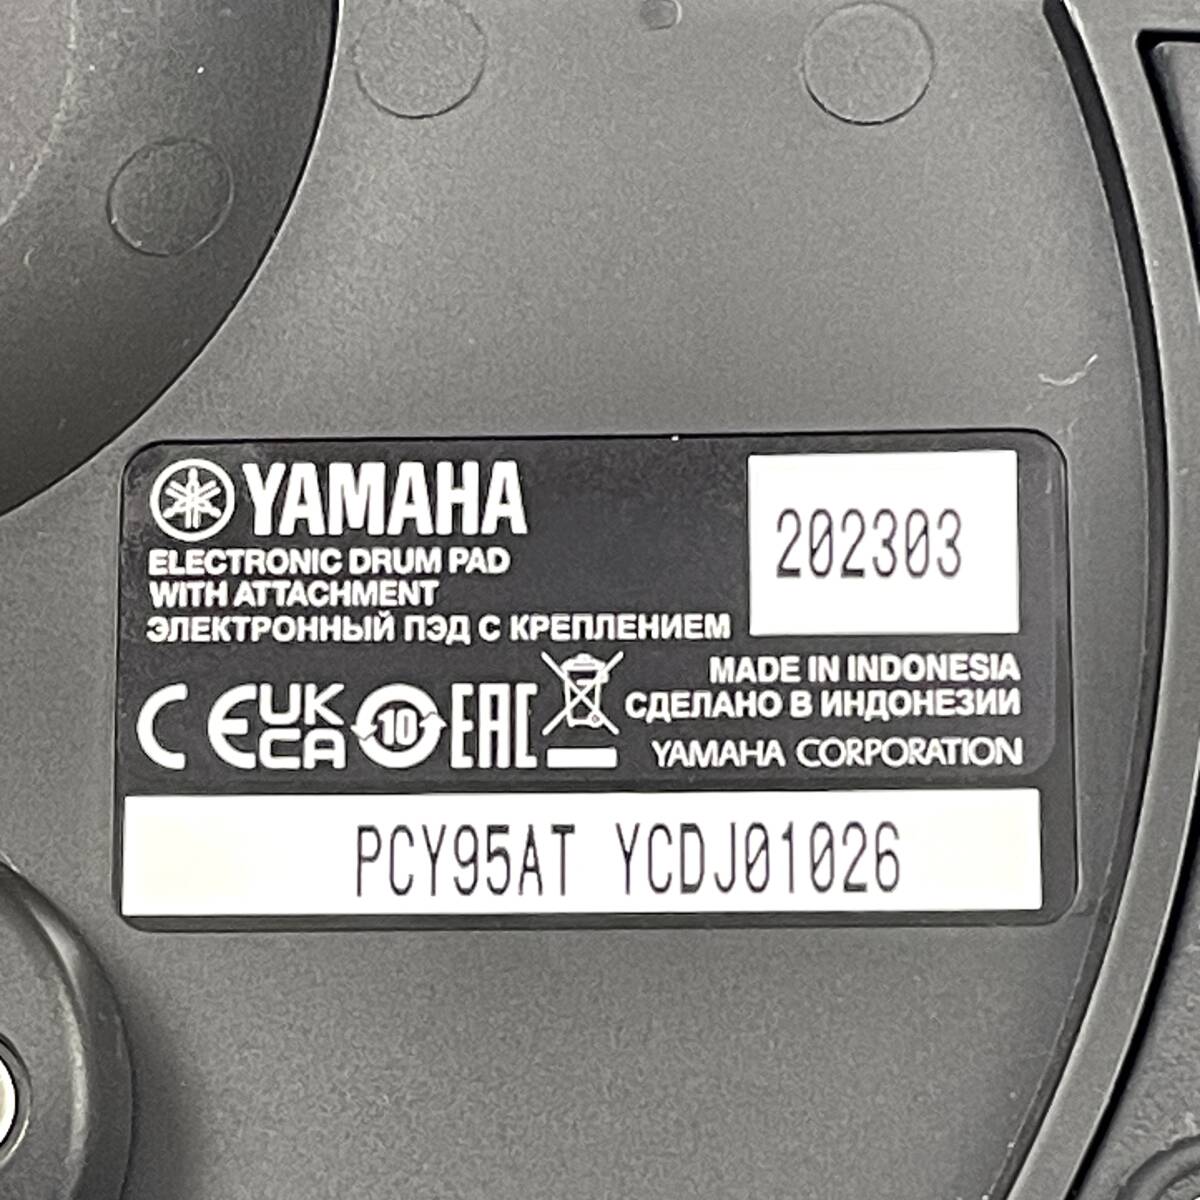 YAMAHA
202303
ELECTRONIC DRUM PAD
WITH ATTACHMENT
ЭЛЕКТРОННЫЙ ПЭД С КРЕПЛЕНИЕМ
MADE IN INDONESIA
СДЕЛАНО В ИНДОНЕЗИИ
CE UK CA 10 EAC
YAMAHA CORPORATION
PCY95AT YCDJ01026